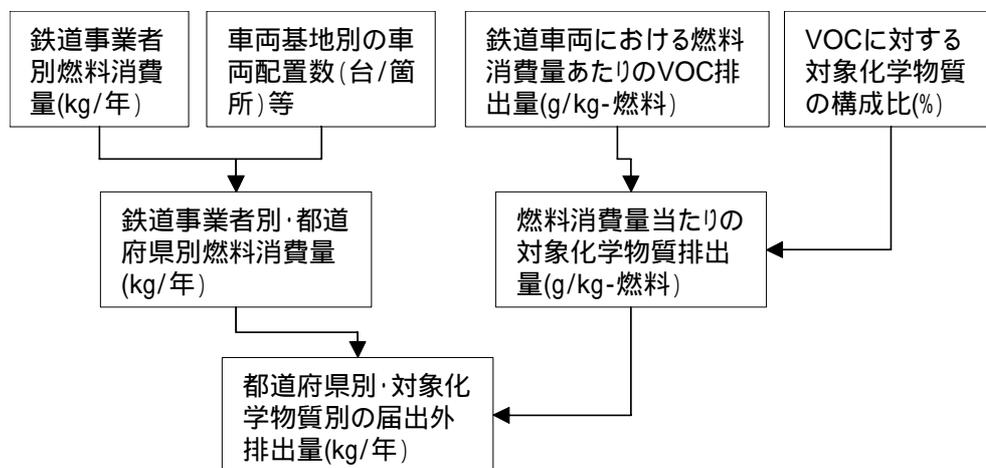 鉄道事業者
別燃料消費
量(kg/年)
車両基地別の車
両配置数(台/箇
所)等
鉄道車両における燃料
消費量あたりのVOC排
出量(g/kg-燃料)
VOCに対する
対象化学物質
の構成比(%)
鉄道事業者別・都道
府県別燃料消費量
(kg/年)
燃料消費量当たりの
対象化学物質排出
量(g/kg-燃料)
都道府県別・対象化
学物質別の届出外
排出量(kg/年)